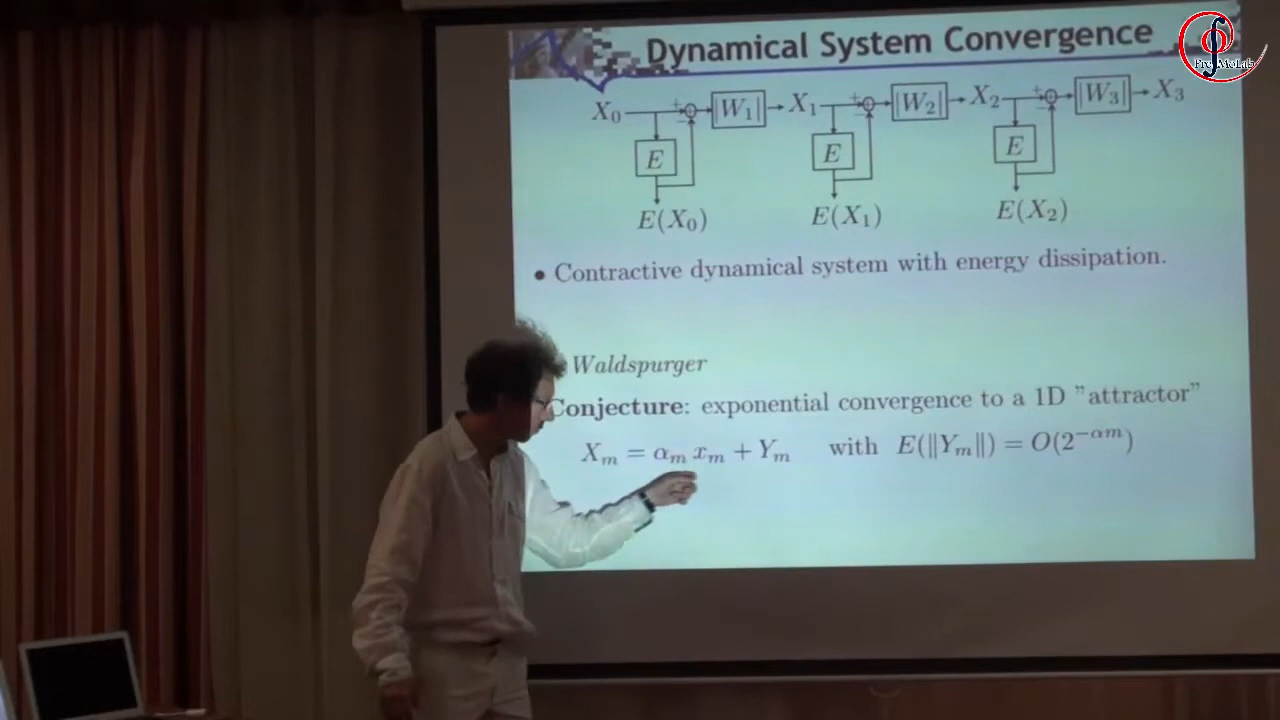 Dynamical System Convergence
PreMoLab
X₀ + − |W₁| X₁ + − |W₂| X₂ + − |W₃| X₃
E E E
E(X₀) E(X₁) E(X₂)
• Contractive dynamical system with energy dissipation.
Waldspurger
Conjecture: exponential convergence to a 1D "attractor"
Xₘ = αₘ xₘ + Yₘ with E(‖Yₘ‖) = O(2^{−αm})